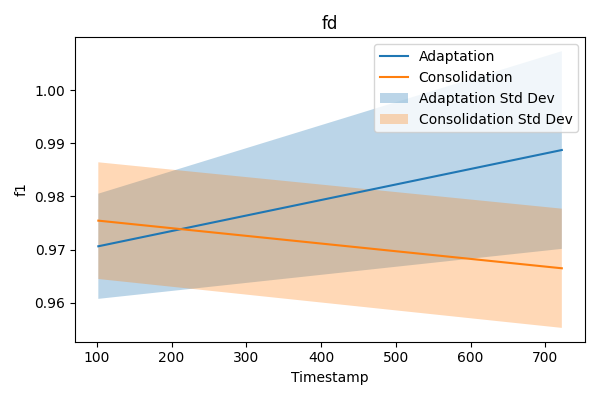 fd
Adaptation
Consolidation
Adaptation Std Dev
Consolidation Std Dev
f1
1.00
0.99
0.98
0.97
0.96
100 200 300 400 500 600 700
Timestamp